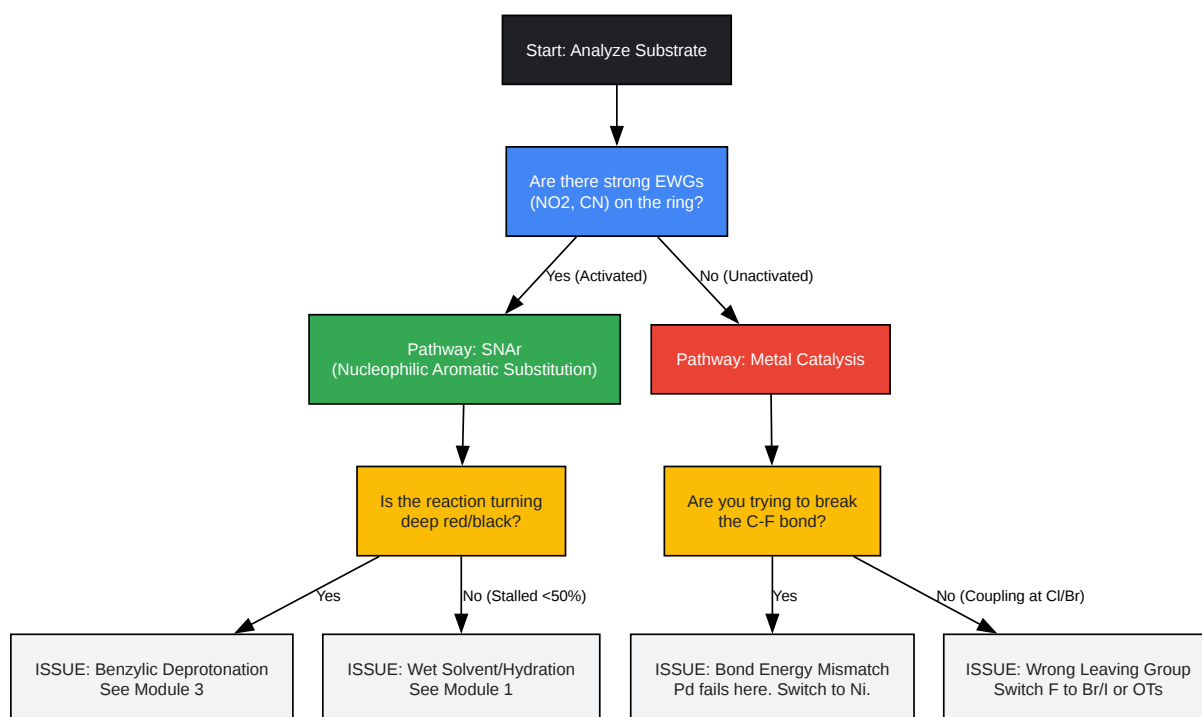 Start: Analyze Substrate
Are there strong EWGs
(NO2, CN) on the ring?
Yes (Activated)
No (Unactivated)
Pathway: SNAr
(Nucleophilic Aromatic Substitution)
Pathway: Metal Catalysis
Is the reaction turning
deep red/black?
Are you trying to break
the C-F bond?
Yes
No (Stalled <50%)
Yes
No (Coupling at Cl/Br)
ISSUE: Benzylic Deprotonation
See Module 3
ISSUE: Wet Solvent/Hydration
See Module 1
ISSUE: Bond Energy Mismatch
Pd fails here. Switch to Ni.
ISSUE: Wrong Leaving Group
Switch F to Br/I or OTs